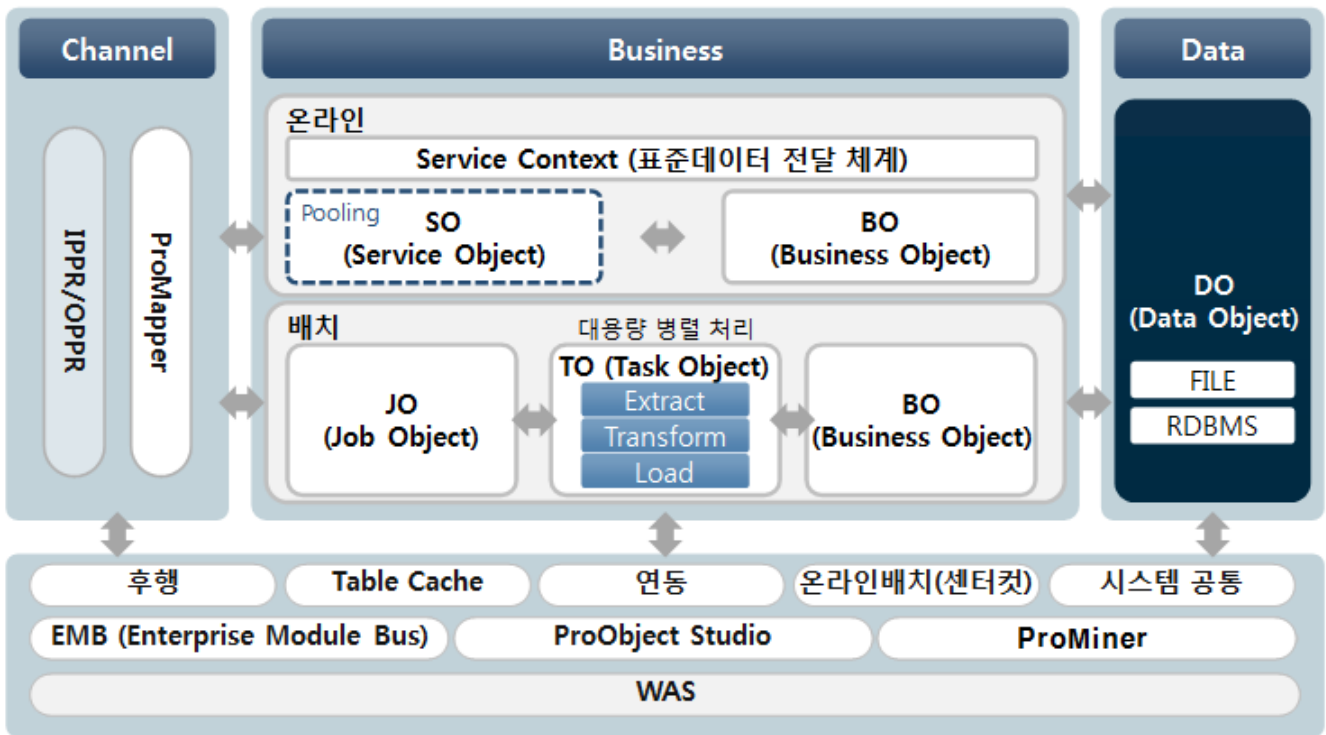 Channel
IPPR/OPPR
ProMapper
Business
온라인
Service Context (표준데이터 전달 체계)
Pooling
SO
(Service Object)
BO
(Business Object)
배치
대용량 병렬 처리
JO
(Job Object)
TO (Task Object)
Extract
Transform
Load
BO
(Business Object)
Data
DO
(Data Object)
FILE
RDBMS
후행
Table Cache
연동
온라인배치(센터컷)
시스템 공통
EMB (Enterprise Module Bus)
ProObject Studio
ProMiner
WAS